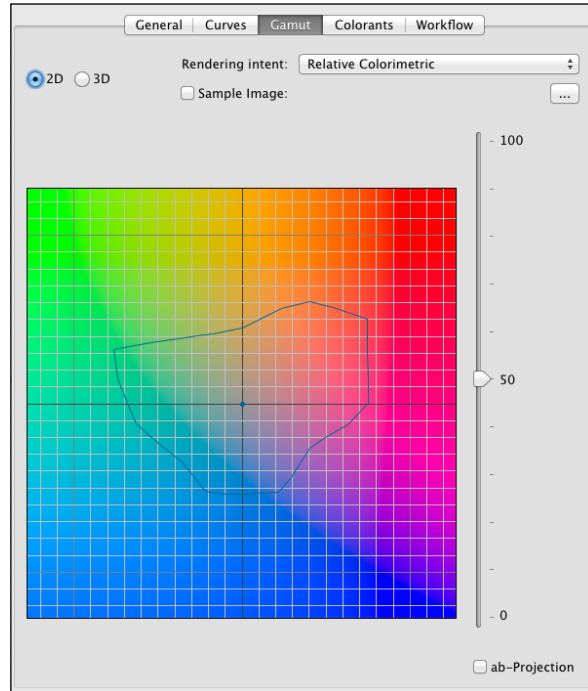 General Curves Gamut Colorants Workflow
Rendering intent: Relative Colorimetric
2D 3D
Sample Image: ...
100
50
0
ab-Projection